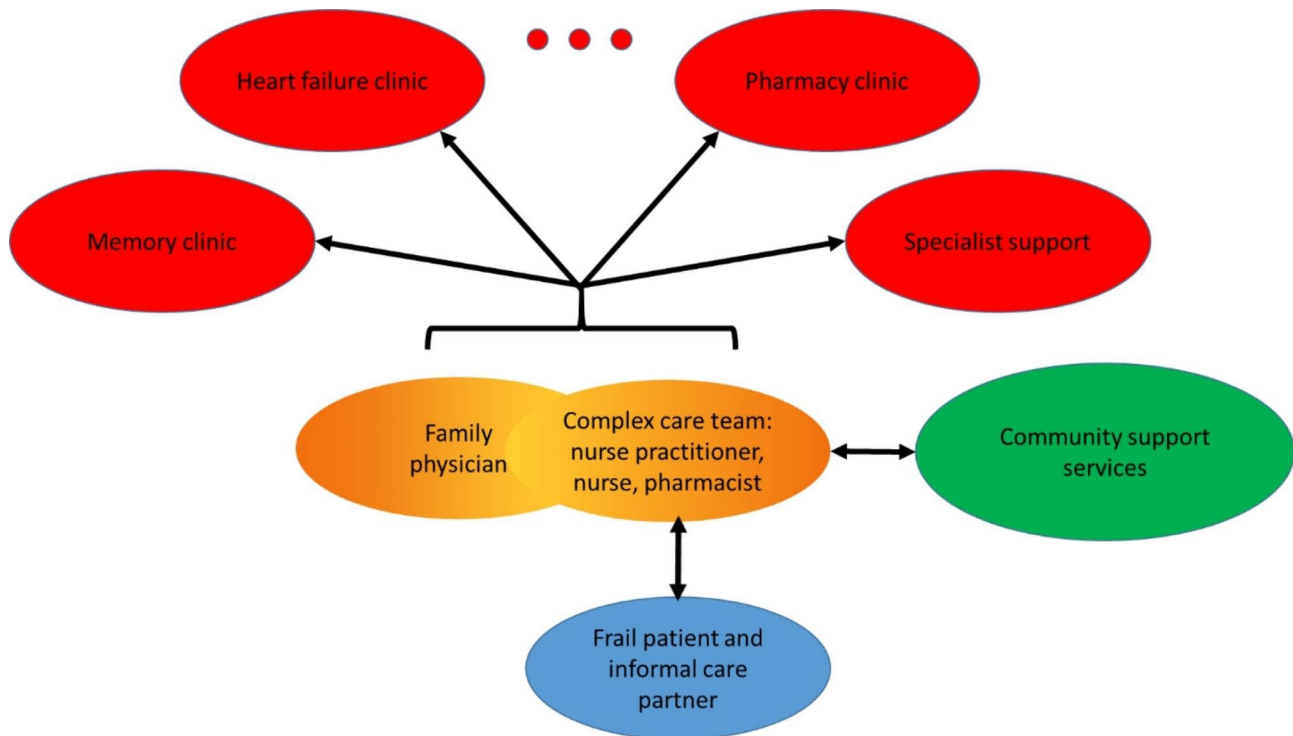 Heart failure clinic
Pharmacy clinic
Memory clinic
Specialist support
Family
physician
Complex care team:
nurse practitioner,
nurse, pharmacist
Community support
services
Frail patient and
informal care
partner